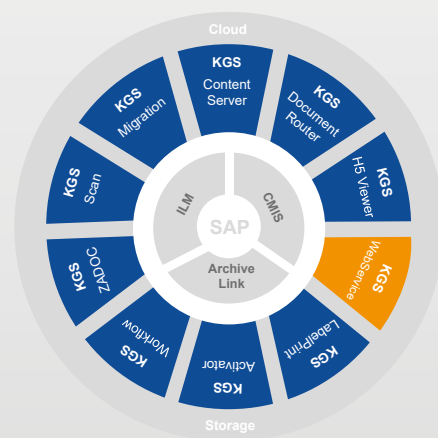 Cloud
KGS
Content
Server
KGS
Document
Router
KGS
H5 Viewer
KGS
WebService
KGS
LabelPrint
KGS
Activator
KGS
Workflow
KGS
ZADOC
KGS
Scan
KGS
Migration
ILM
CMIS
SAP
Archive
Link
Storage